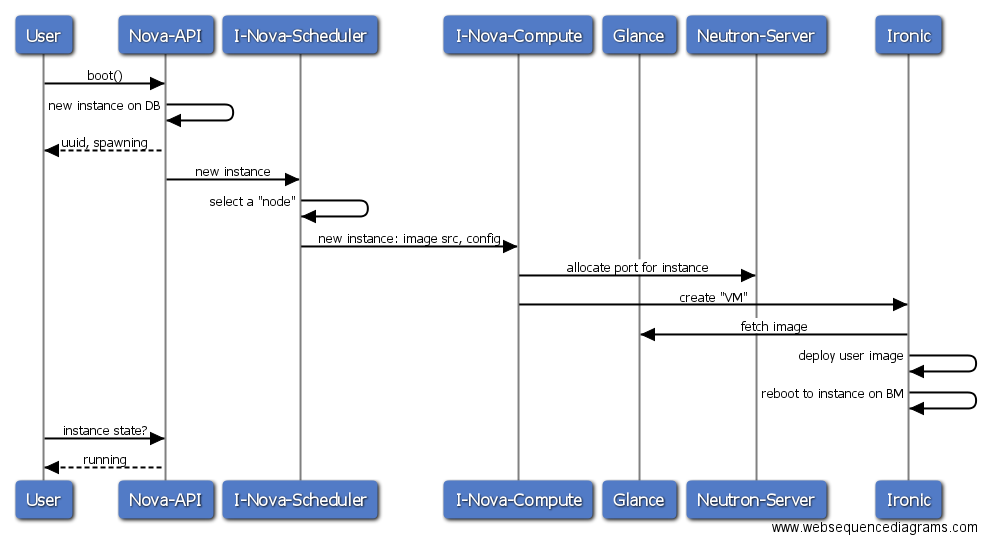 User Nova-API I-Nova-Scheduler I-Nova-Compute Glance Neutron-Server Ironic
boot()
new instance on DB
uuid, spawning
new instance
select a "node"
new instance: image src, config
allocate port for instance
create "VM"
fetch image
deploy user image
reboot to instance on BM
instance state?
running
User Nova-API I-Nova-Scheduler I-Nova-Compute Glance Neutron-Server Ironic
www.websequencediagrams.com